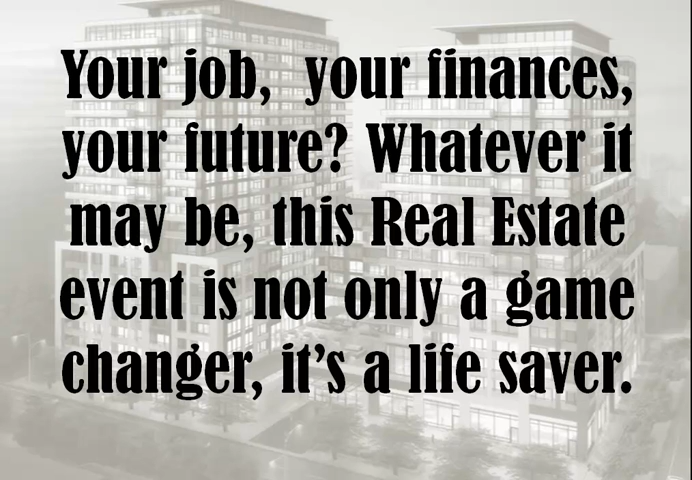 Your job,  your finances,
your future? Whatever it
may be, this Real Estate
event is not only a game
changer, it’s a life saver.